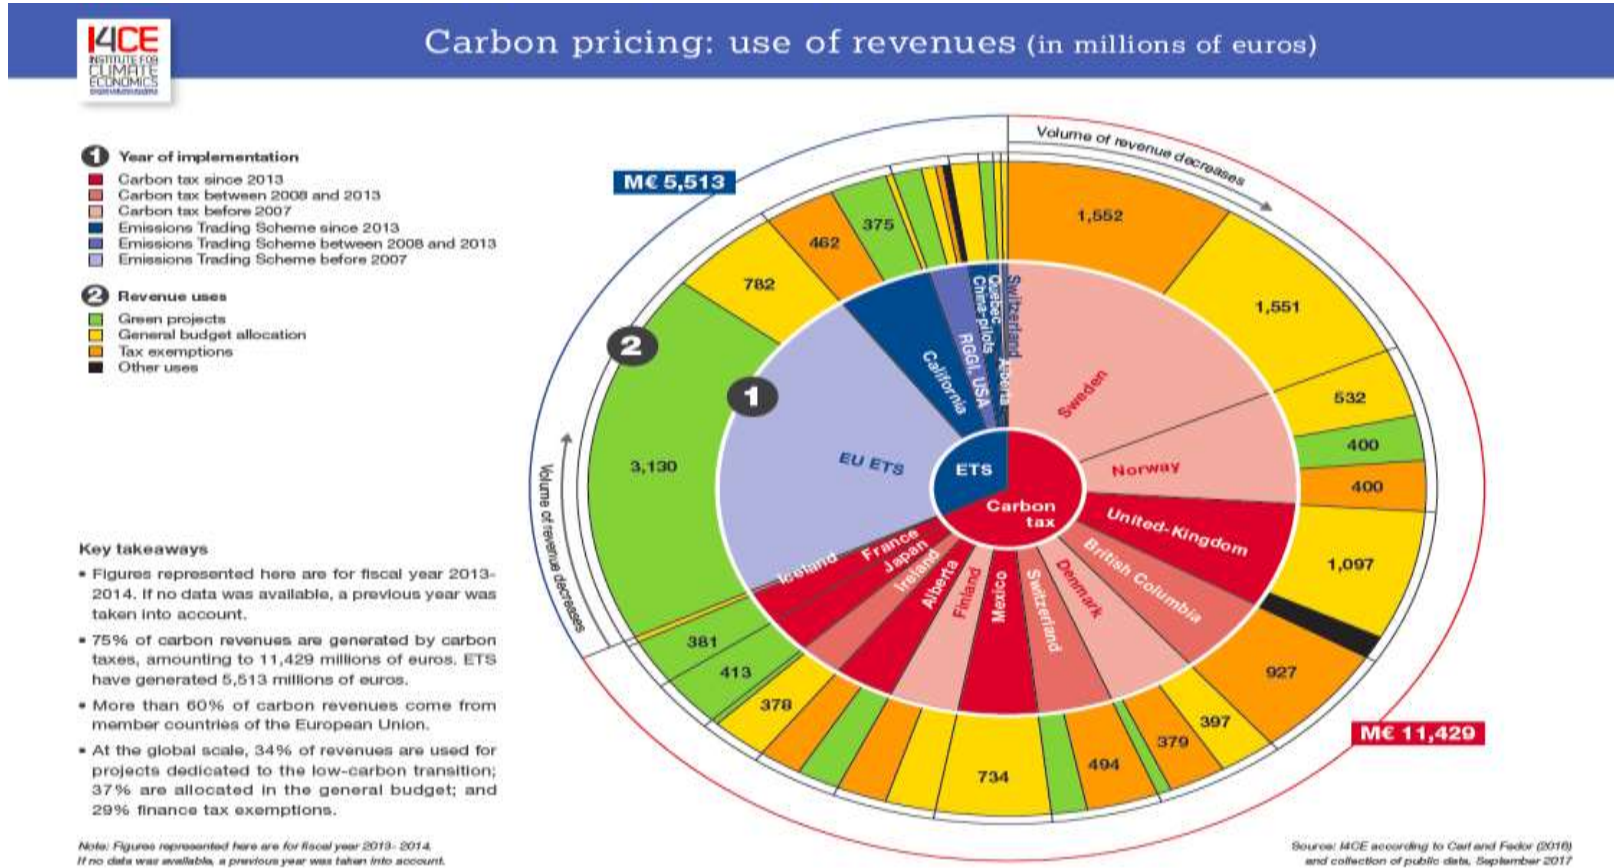 I4CE
INSTITUTE FOR
CLIMATE
ECONOMICS
Carbon pricing: use of revenues (in millions of euros)
1 Year of implementation
Carbon tax since 2013
Carbon tax between 2008 and 2013
Carbon tax before 2007
Emissions Trading Scheme since 2013
Emissions Trading Scheme between 2008 and 2013
Emissions Trading Scheme before 2007
2 Revenue uses
Green projects
General budget allocation
Tax exemptions
Other uses
Key takeaways
• Figures represented here are for fiscal year 2013-
2014. If no data was available, a previous year was
taken into account.
• 75% of carbon revenues are generated by carbon
taxes, amounting to 11,429 millions of euros. ETS
have generated 5,513 millions of euros.
• More than 60% of carbon revenues come from
member countries of the European Union.
• At the global scale, 34% of revenues are used for
projects dedicated to the low-carbon transition;
37% are allocated in the general budget; and
29% finance tax exemptions.
Note: Figures represented here are for fiscal year 2013- 2014.
If no data was available, a previous year was taken into account.
M€ 5,513
Volume of revenue decreases
1,552
1,551
532
400
400
1,097
927
397
379
494
734
378
413
381
3,130
782
462
375
2
1
Volume of revenue decreases
ETS
Carbon
tax
Sweden
Norway
United-Kingdom
British Columbia
Denmark
Switzerland
Mexico
Finland
Alberta
Ireland
Japan
France
Iceland
EU ETS
California
RGGI, USA
China-pilots
Quebec
Switzerland
Alberta
M€ 11,429
Source: I4CE according to Carl and Fedor (2016)
and collection of public data, September 2017